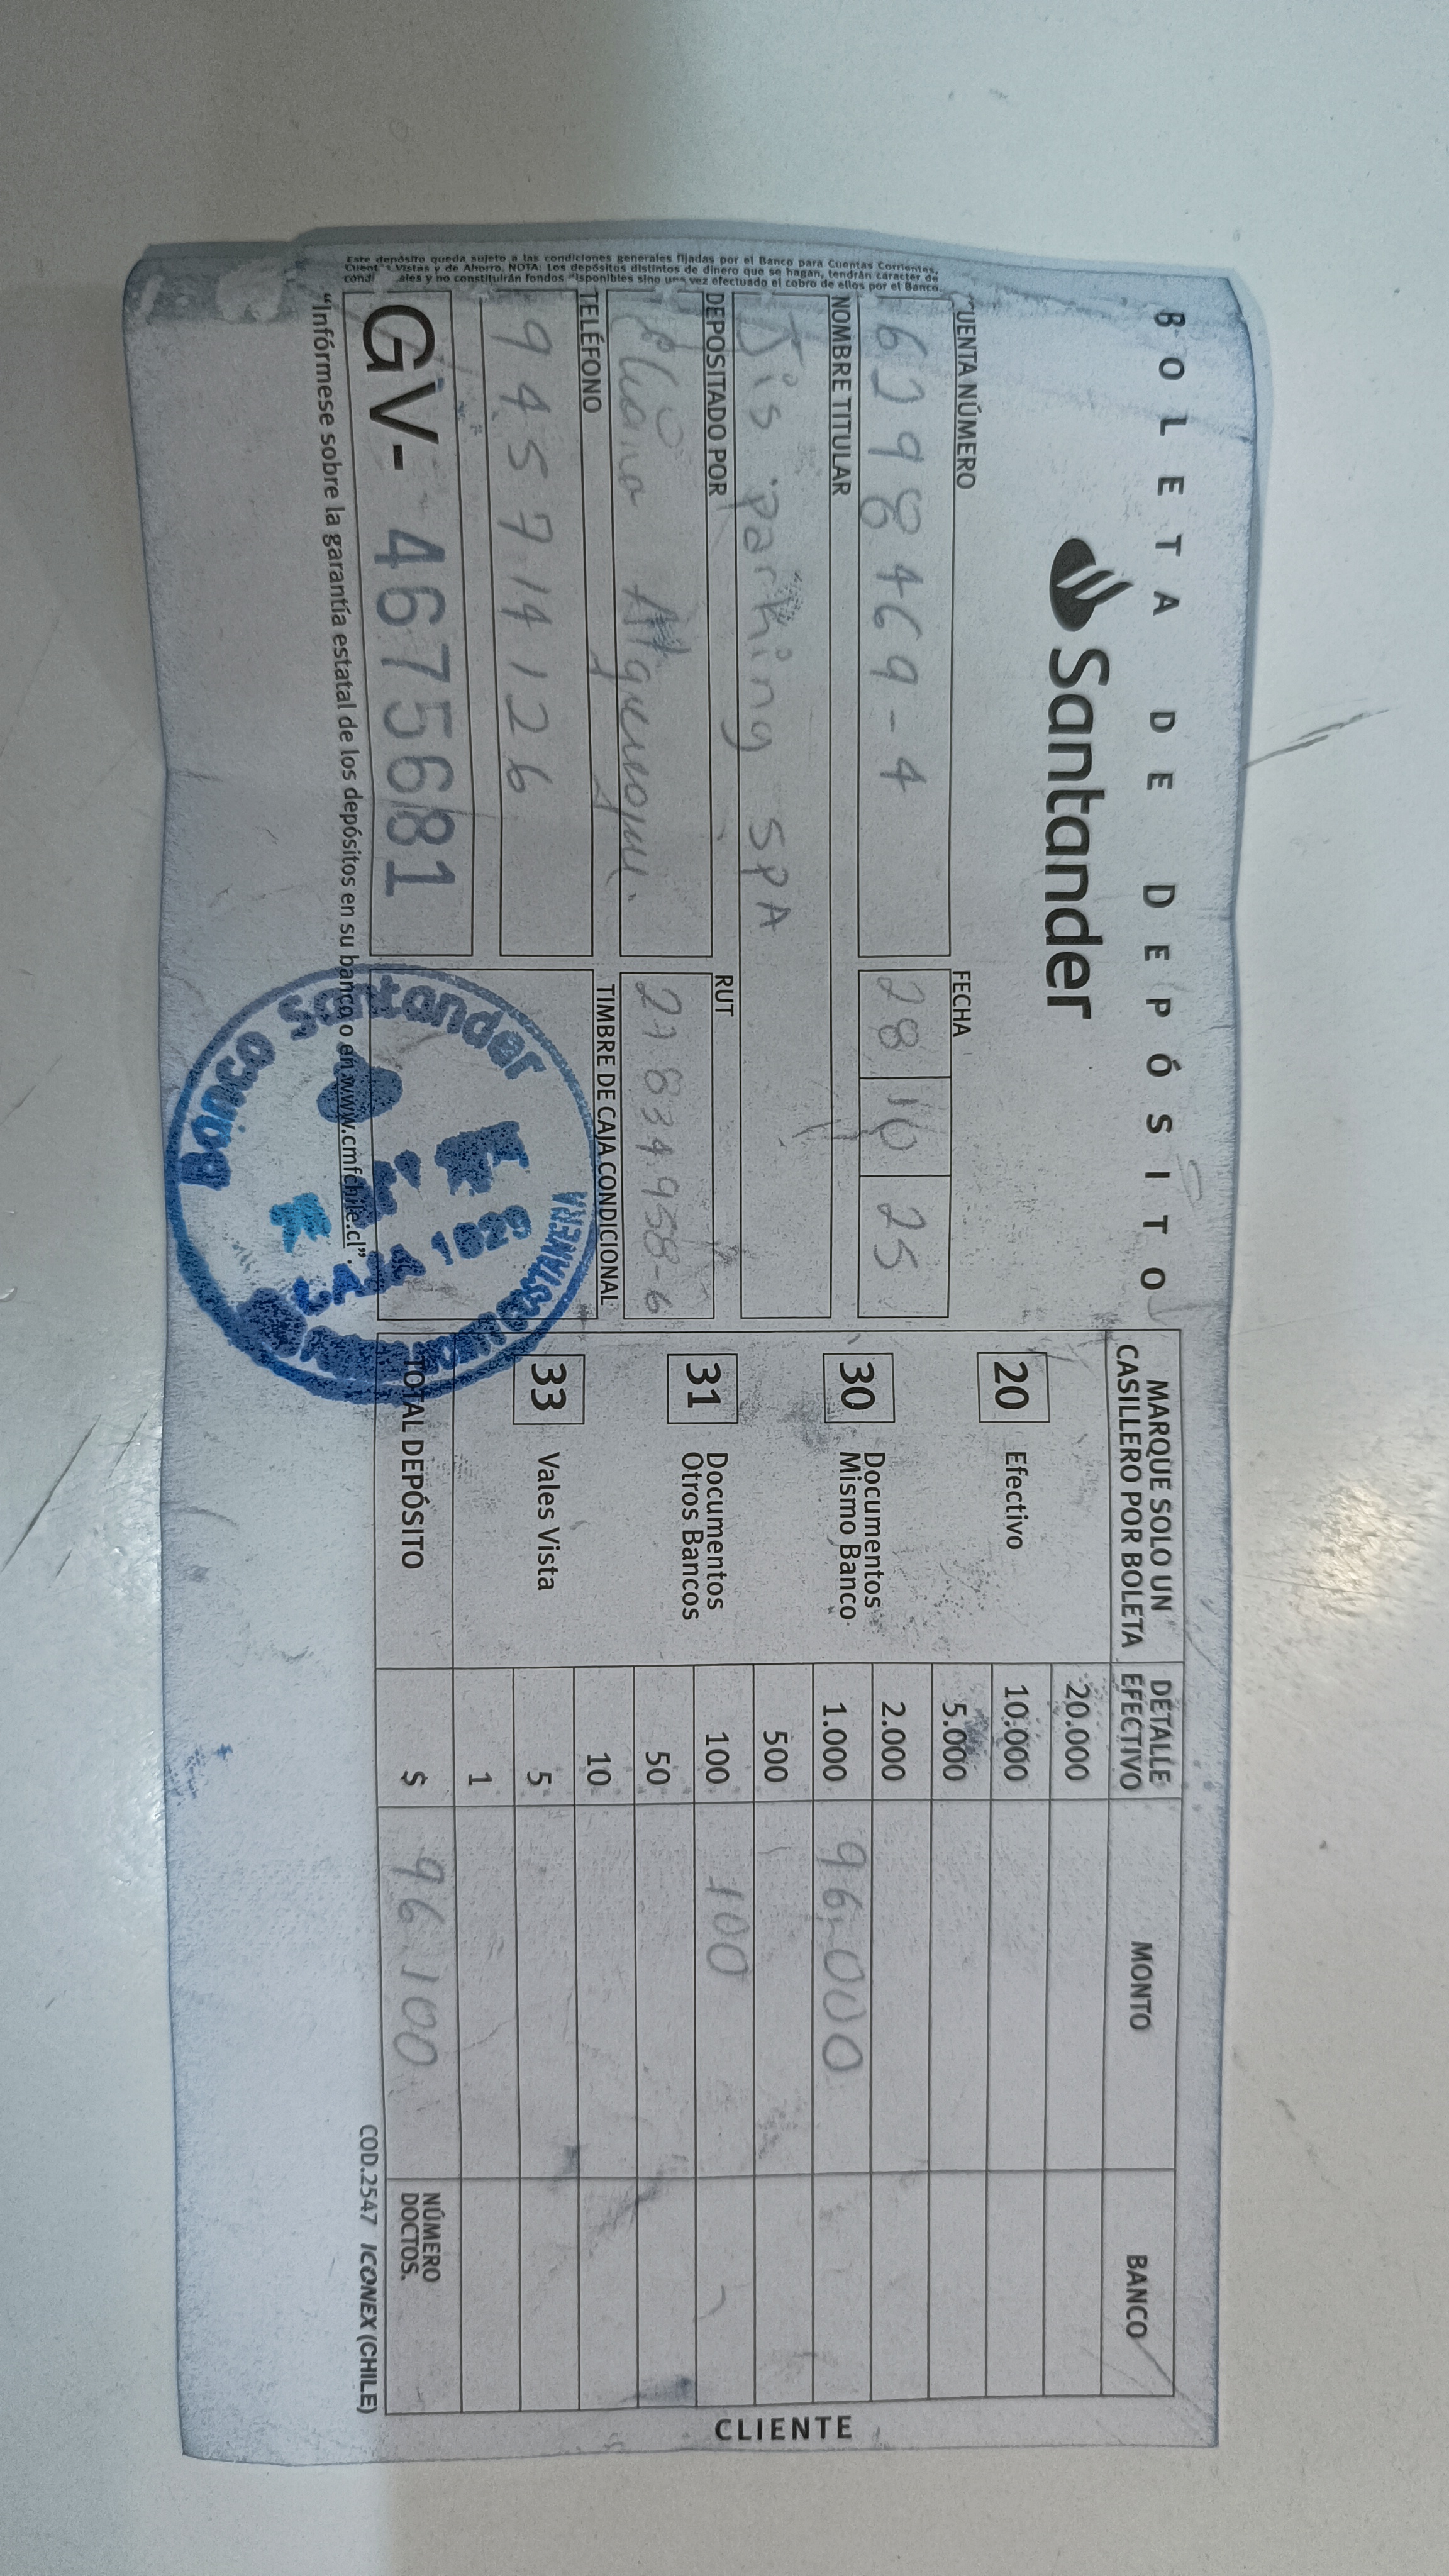 BOLETA DE DEPÓSITO
Santander
CUENTA NÚMERO
6298469-4
FECHA
28 10 25
NOMBRE TITULAR
Jis parking SPA
DEPOSITADO POR
RUT
27.834.958-6
TELÉFONO
945714126
TIMBRE DE CAJA CONDICIONAL
GV- 46756681
"Infórmese sobre la garantía estatal de los depósitos en su banco o en www.cmfchile.cl".
Este depósito queda sujeto a las condiciones generales fijadas por el Banco para Cuentas Corrientes,
Vistas y de Ahorro. NOTA: Los depósitos distintos de dinero que se hagan, tendrán carácter de
y no constituirán fondos disponibles sino una vez efectuado el cobro de ellos por el Banco.
Banco Santander
MARQUE SOLO UN
CASILLERO POR BOLETA
DETALLE
EFECTIVO
MONTO
BANCO
20 Efectivo
30 Documentos
Mismo Banco
31 Documentos
Otros Bancos
33 Vales Vista
20.000
10.000
5.000
2.000
1.000 96.000
500
100 100
50
10
5
1
TOTAL DEPÓSITO $ 96.100
NÚMERO
DOCTOS.
COD.2547 ICONEX (CHILE)
CLIENTE